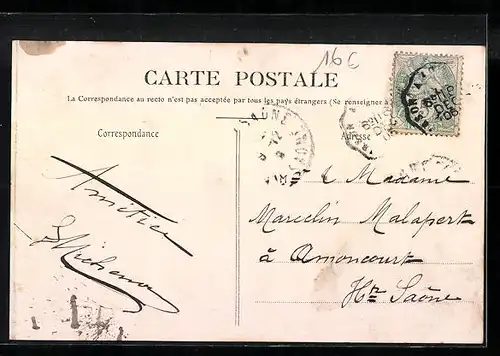 16 C
CARTE POSTALE
La Correspondance au recto n'est pas acceptée par tous les pays étrangers (Se renseigner à
Correspondance
Adresse
Amitiés
à Madame
Marcelin Malapert
à Amoncourt
Hte Saône